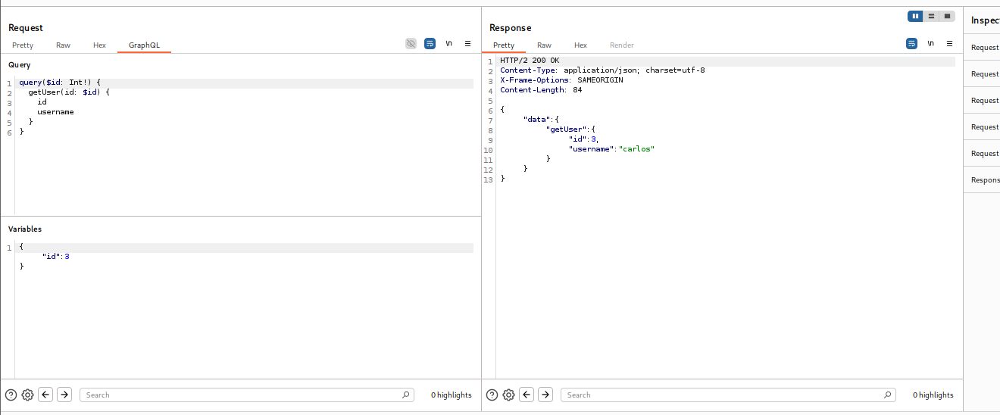 Request
Pretty Raw Hex GraphQL \n
Query
1 query($id: Int!) {
2 getUser(id: $id) {
3 id
4 username
5 }
6 }
Variables
1 {
"id":3
}
Search 0 highlights
Response
Pretty Raw Hex Render \n
1 HTTP/2 200 OK
2 Content-Type: application/json; charset=utf-8
3 X-Frame-Options: SAMEORIGIN
4 Content-Length: 84
5
6 {
7 "data":{
8 "getUser":{
9 "id":3,
10 "username":"carlos"
11 }
12 }
13 }
Search 0 highlights
Inspec
Request
Request
Request
Request
Request
Respons